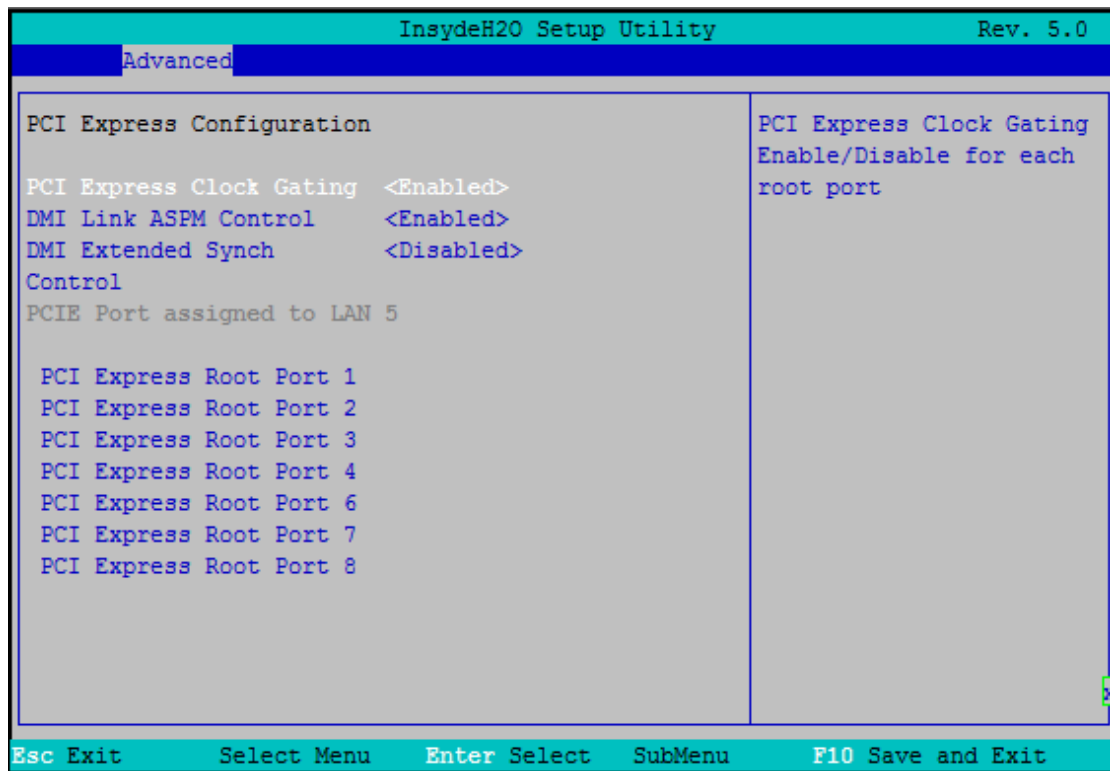 InsydeH2O Setup Utility Rev. 5.0
Advanced
PCI Express Configuration
PCI Express Clock Gating <Enabled>
DMI Link ASPM Control <Enabled>
DMI Extended Synch <Disabled>
Control
PCIE Port assigned to LAN 5
PCI Express Root Port 1
PCI Express Root Port 2
PCI Express Root Port 3
PCI Express Root Port 4
PCI Express Root Port 6
PCI Express Root Port 7
PCI Express Root Port 8
PCI Express Clock Gating
Enable/Disable for each
root port
Esc Exit Select Menu Enter Select SubMenu F10 Save and Exit